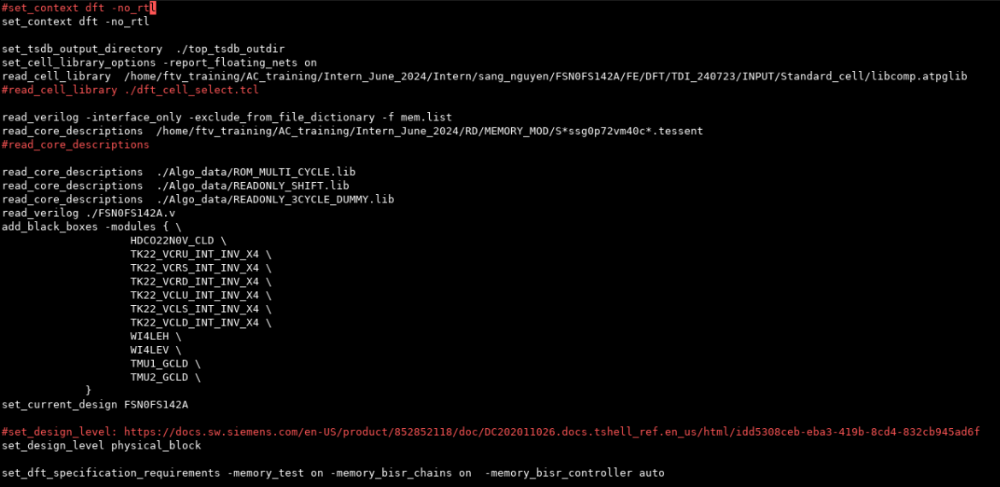 #set_context dft -no_rtl
set_context dft -no_rtl
set_tsdb_output_directory  ./top_tsdb_outdir
set_cell_library_options -report_floating_nets on
read_cell_library  /home/ftv_training/AC_training/Intern_June_2024/Intern/sang_nguyen/FSN0FS142A/FE/DFT/TDI_240723/INPUT/Standard_cell/libcomp.atpglib
#read_cell_library ./dft_cell_select.tcl
read_verilog -interface_only -exclude_from_file_dictionary -f mem.list
read_core_descriptions  /home/ftv_training/AC_training/Intern_June_2024/RD/MEMORY_MOD/S*ssg0p72vm40c*.tessent
#read_core_descriptions
read_core_descriptions  ./Algo_data/ROM_MULTI_CYCLE.lib
read_core_descriptions  ./Algo_data/READONLY_SHIFT.lib
read_core_descriptions  ./Algo_data/READONLY_3CYCLE_DUMMY.lib
read_verilog ./FSN0FS142A.v
add_black_boxes -modules { \
HDCO22N0V_CLD \
TK22_VCRU_INT_INV_X4 \
TK22_VCRS_INT_INV_X4 \
TK22_VCRD_INT_INV_X4 \
TK22_VCLU_INT_INV_X4 \
TK22_VCLS_INT_INV_X4 \
TK22_VCLD_INT_INV_X4 \
WI4LEH \
WI4LEV \
TMU1_GCLD \
TMU2_GCLD \
}
set_current_design FSN0FS142A
#set_design_level: https://docs.sw.siemens.com/en-US/product/852852118/doc/DC202011026.docs.tshell_ref.en_us/html/idd5308ceb-eba3-419b-8cd4-832cb945ad6f
set_design_level physical_block
set_dft_specification_requirements -memory_test on -memory_bisr_chains on  -memory_bisr_controller auto